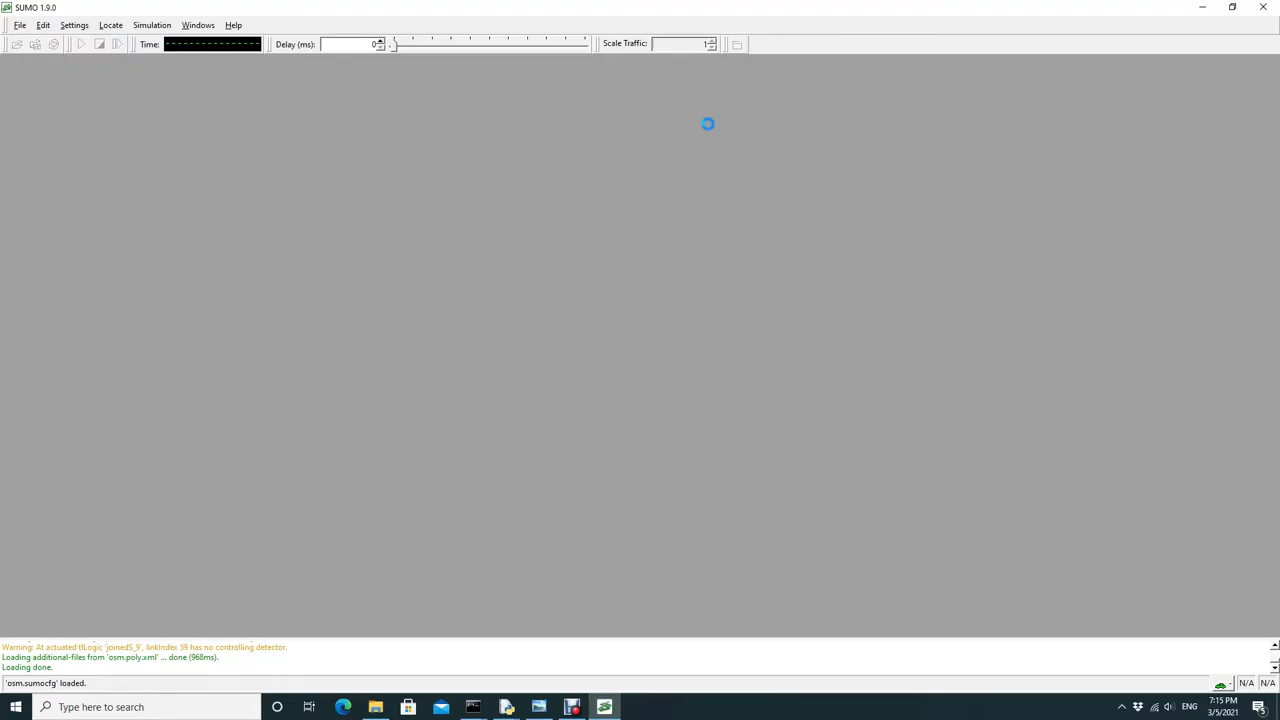 SUMO 1.9.0
File Edit Settings Locate Simulation Windows Help
Time: Delay (ms): 0 Scale Traffic: 1
Warning: At actuated tlLogic 'joinedS_9', linkIndex 59 has no controlling detector.
Loading additional-files from 'osm.poly.xml' ... done (968ms).
Loading done.
'osm.sumocfg' loaded.
N/A N/A
Type here to search
ENG
7:15 PM
3/5/2021